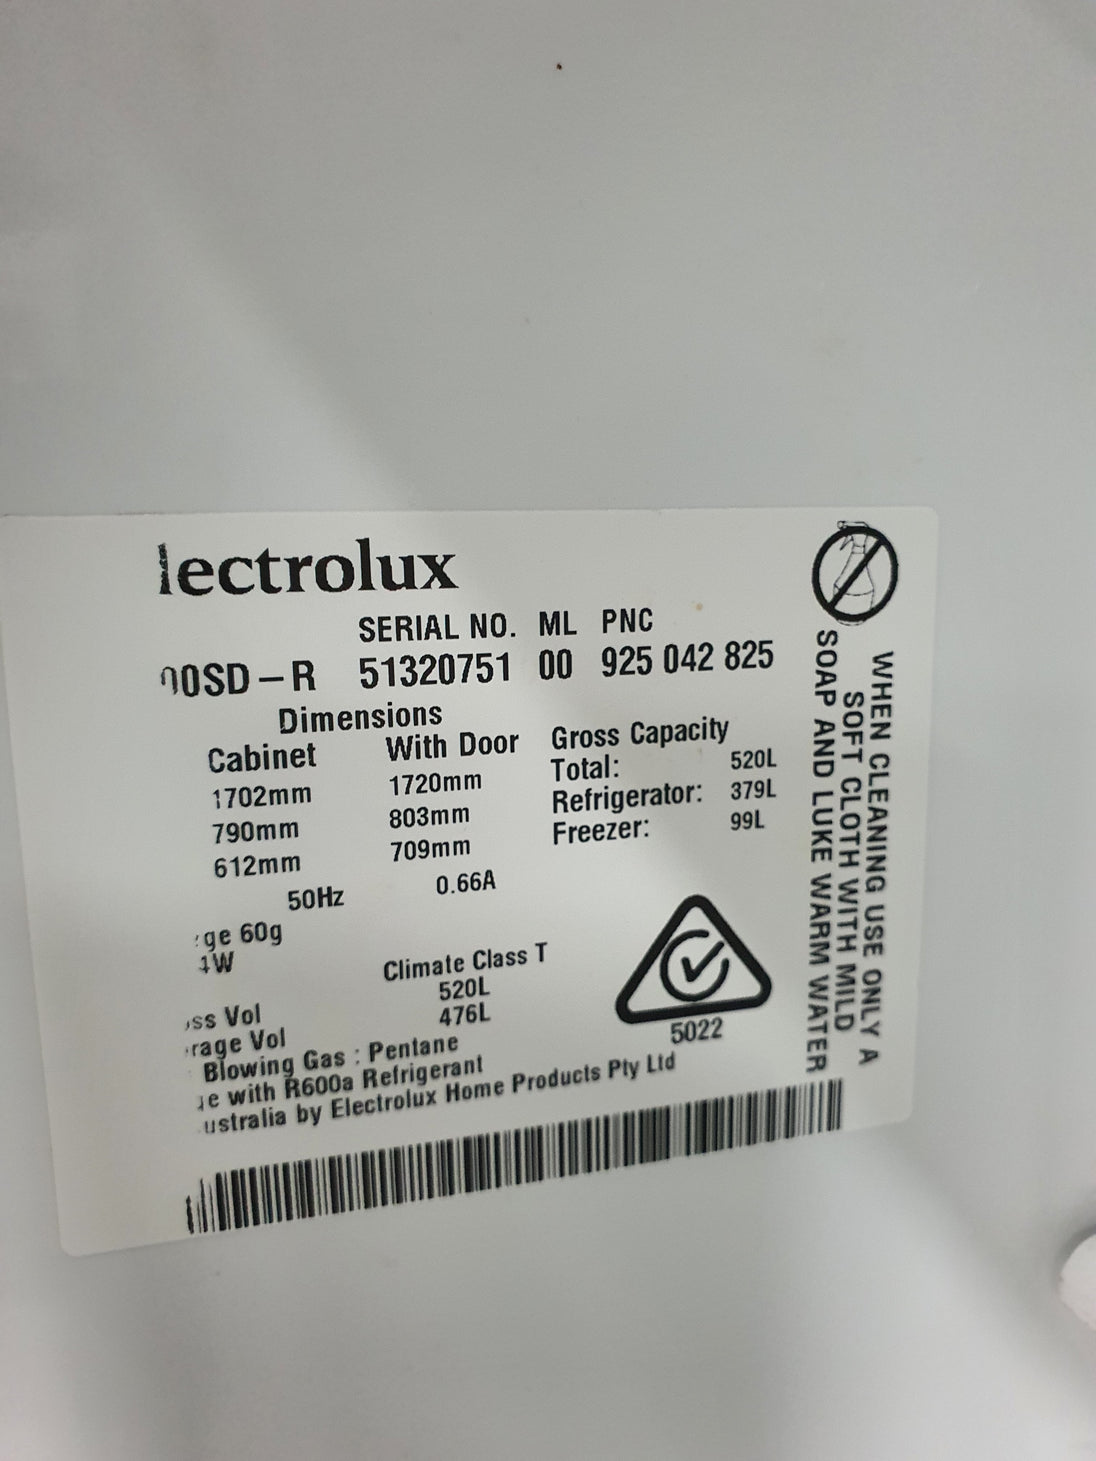 lectrolux
SERIAL NO. ML PNC
00SD-R 51320751 00 925 042 825
Dimensions
Cabinet With Door
1702mm 1720mm
790mm 803mm
612mm 709mm
50Hz 0.66A
ge 60g
W
Gross Capacity
Total: 520L
Refrigerator: 379L
Freezer: 99L
Climate Class T
ss Vol 520L
rage Vol 476L
Blowing Gas : Pentane
e with R600a Refrigerant
ustralia by Electrolux Home Products Pty Ltd
5022
WHEN CLEANING USE ONLY A
SOFT CLOTH WITH MILD
SOAP AND LUKE WARM WATER